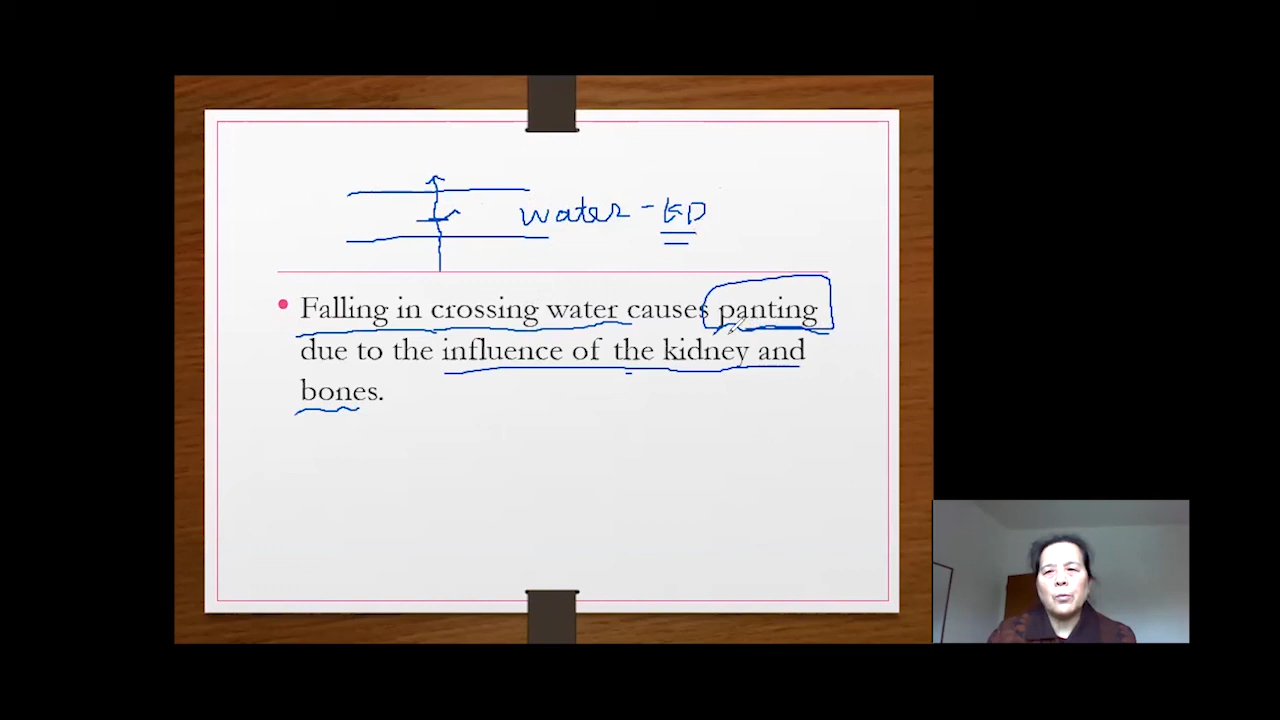 water - KD
• Falling in crossing water causes panting
due to the influence of the kidney and
bones.